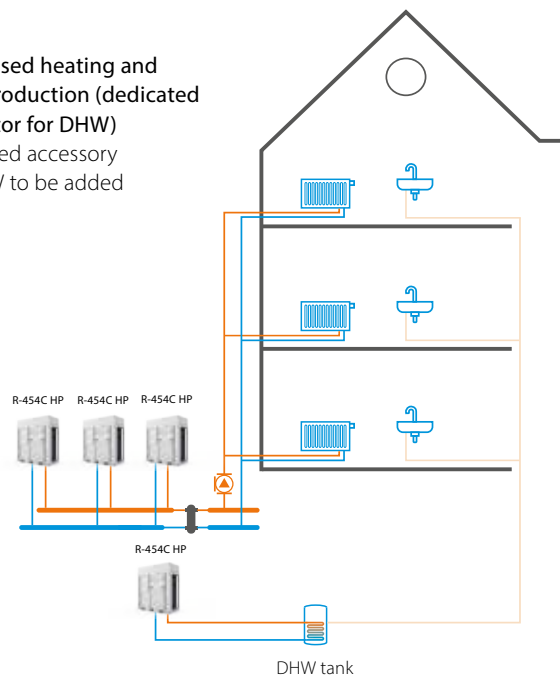 sed heating and
roduction (dedicated
tor for DHW)
ed accessory
to be added
R-454C HP R-454C HP R-454C HP
R-454C HP
DHW tank